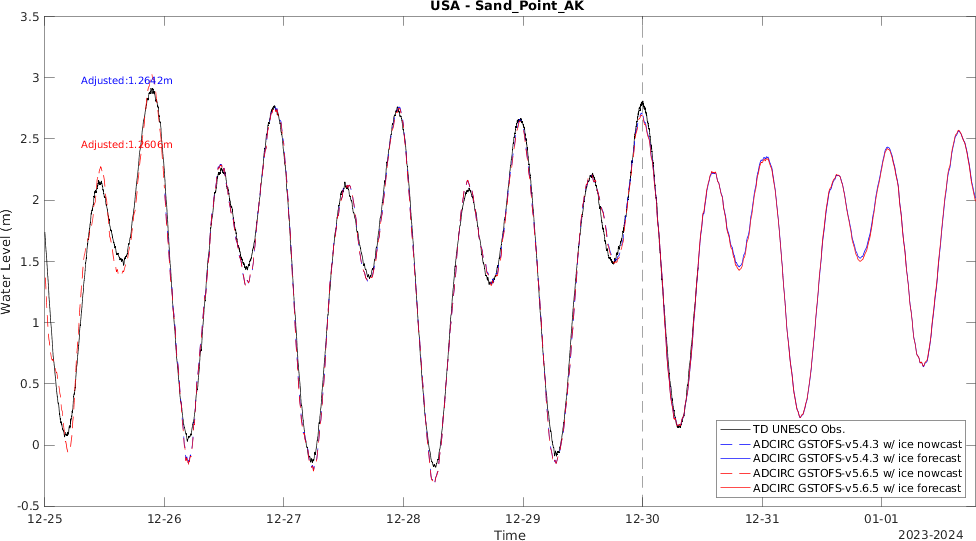 USA - Sand_Point_AK
3.5
3
2.5
2
1.5
1
0.5
0
-0.5
Water Level (m)
Adjusted:1.2642m
Adjusted:1.2606m
TD UNESCO Obs.
ADCIRC GSTOFS-v5.4.3 w/ ice nowcast
ADCIRC GSTOFS-v5.4.3 w/ ice forecast
ADCIRC GSTOFS-v5.6.5 w/ ice nowcast
ADCIRC GSTOFS-v5.6.5 w/ ice forecast
12-25 12-26 12-27 12-28 12-29 12-30 12-31 01-01
Time
2023-2024